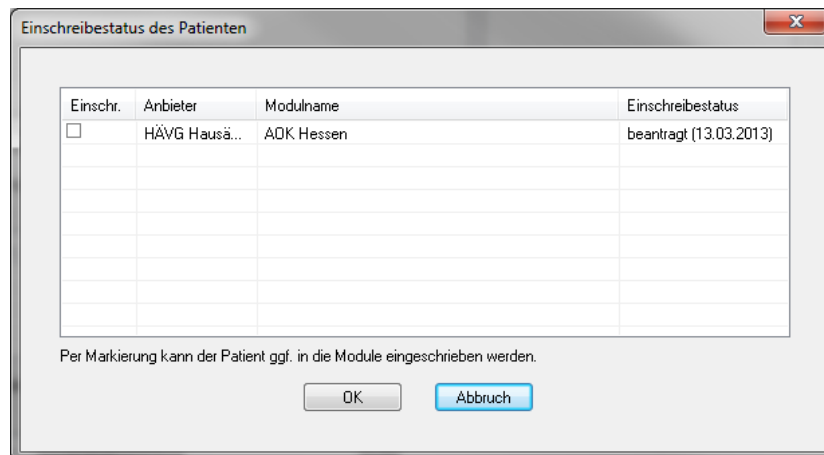 Einschreibestatus des Patienten
Einschr. Anbieter Modulname Einschreibestatus
HÄVG Hausä... AOK Hessen beantragt (13.03.2013)
Per Markierung kann der Patient ggf. in die Module eingeschrieben werden.
OK Abbruch